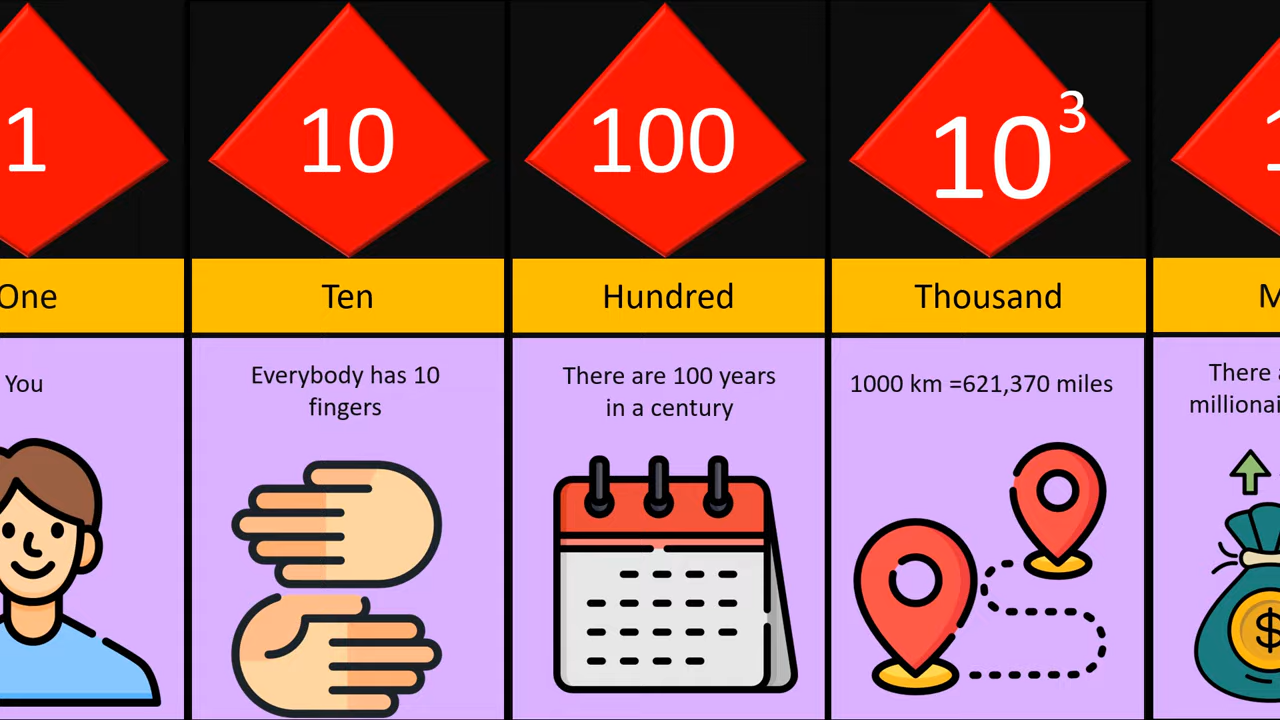 1
10
100
10³
One
Ten
Hundred
Thousand
You
Everybody has 10
fingers
There are 100 years
in a century
1000 km =621,370 miles
There
$